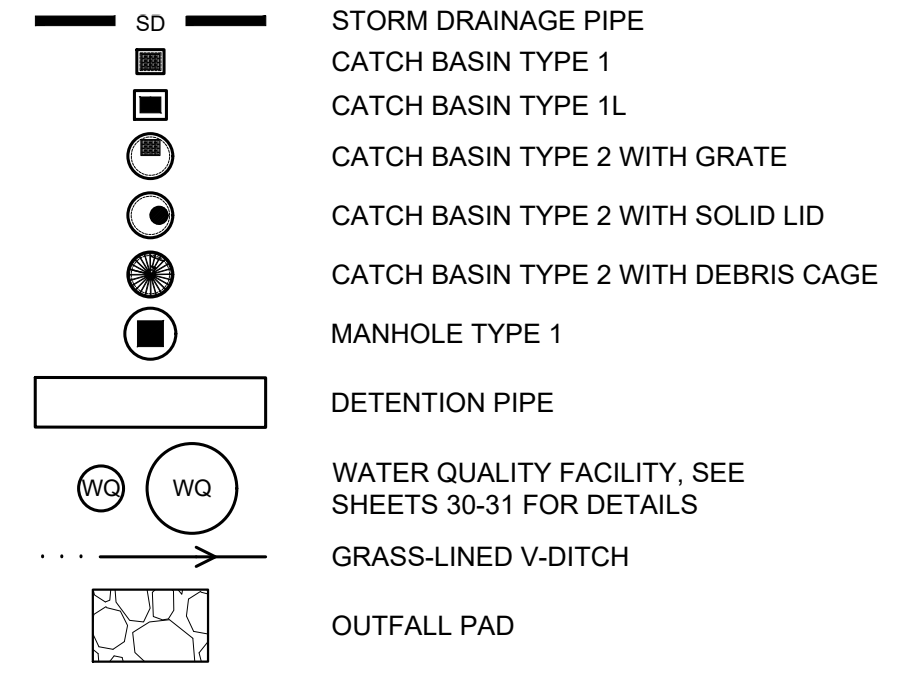 SD STORM DRAINAGE PIPE
CATCH BASIN TYPE 1
CATCH BASIN TYPE 1L
CATCH BASIN TYPE 2 WITH GRATE
CATCH BASIN TYPE 2 WITH SOLID LID
CATCH BASIN TYPE 2 WITH DEBRIS CAGE
MANHOLE TYPE 1
DETENTION PIPE
WQ WQ WATER QUALITY FACILITY, SEE
SHEETS 30-31 FOR DETAILS
GRASS-LINED V-DITCH
OUTFALL PAD